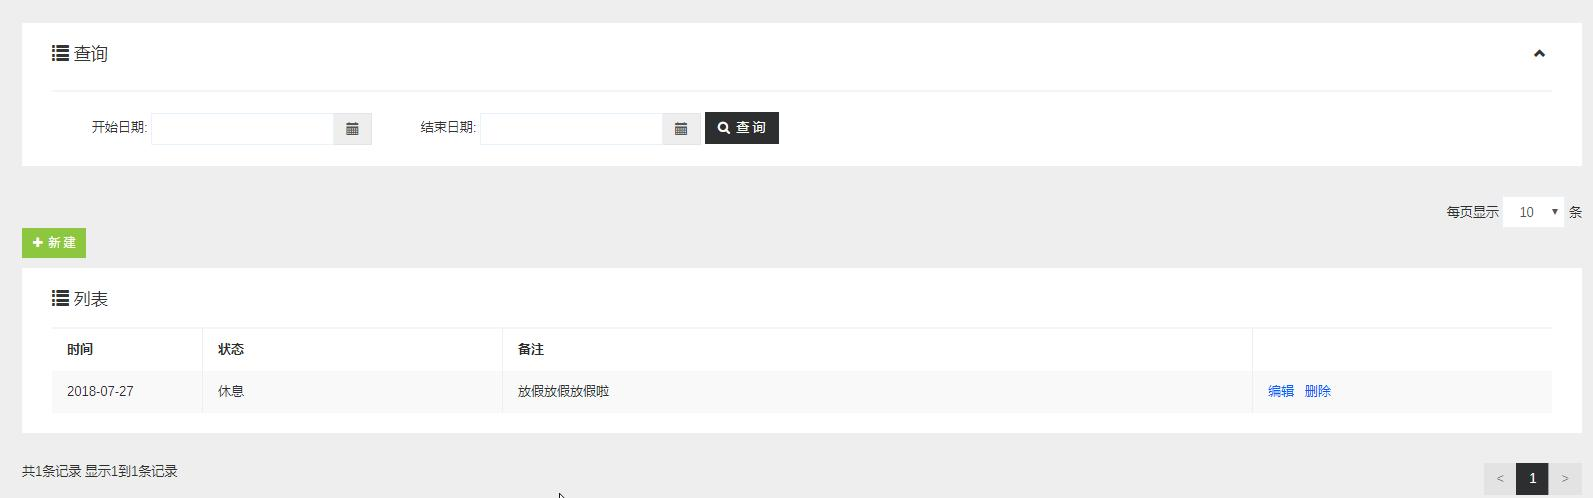 查询
开始日期: 结束日期: 查询
每页显示 10 条
新建
列表
时间 状态 备注
2018-07-27 休息 放假放假放假啦 编辑 删除
共1条记录 显示1到1条记录 < 1 >